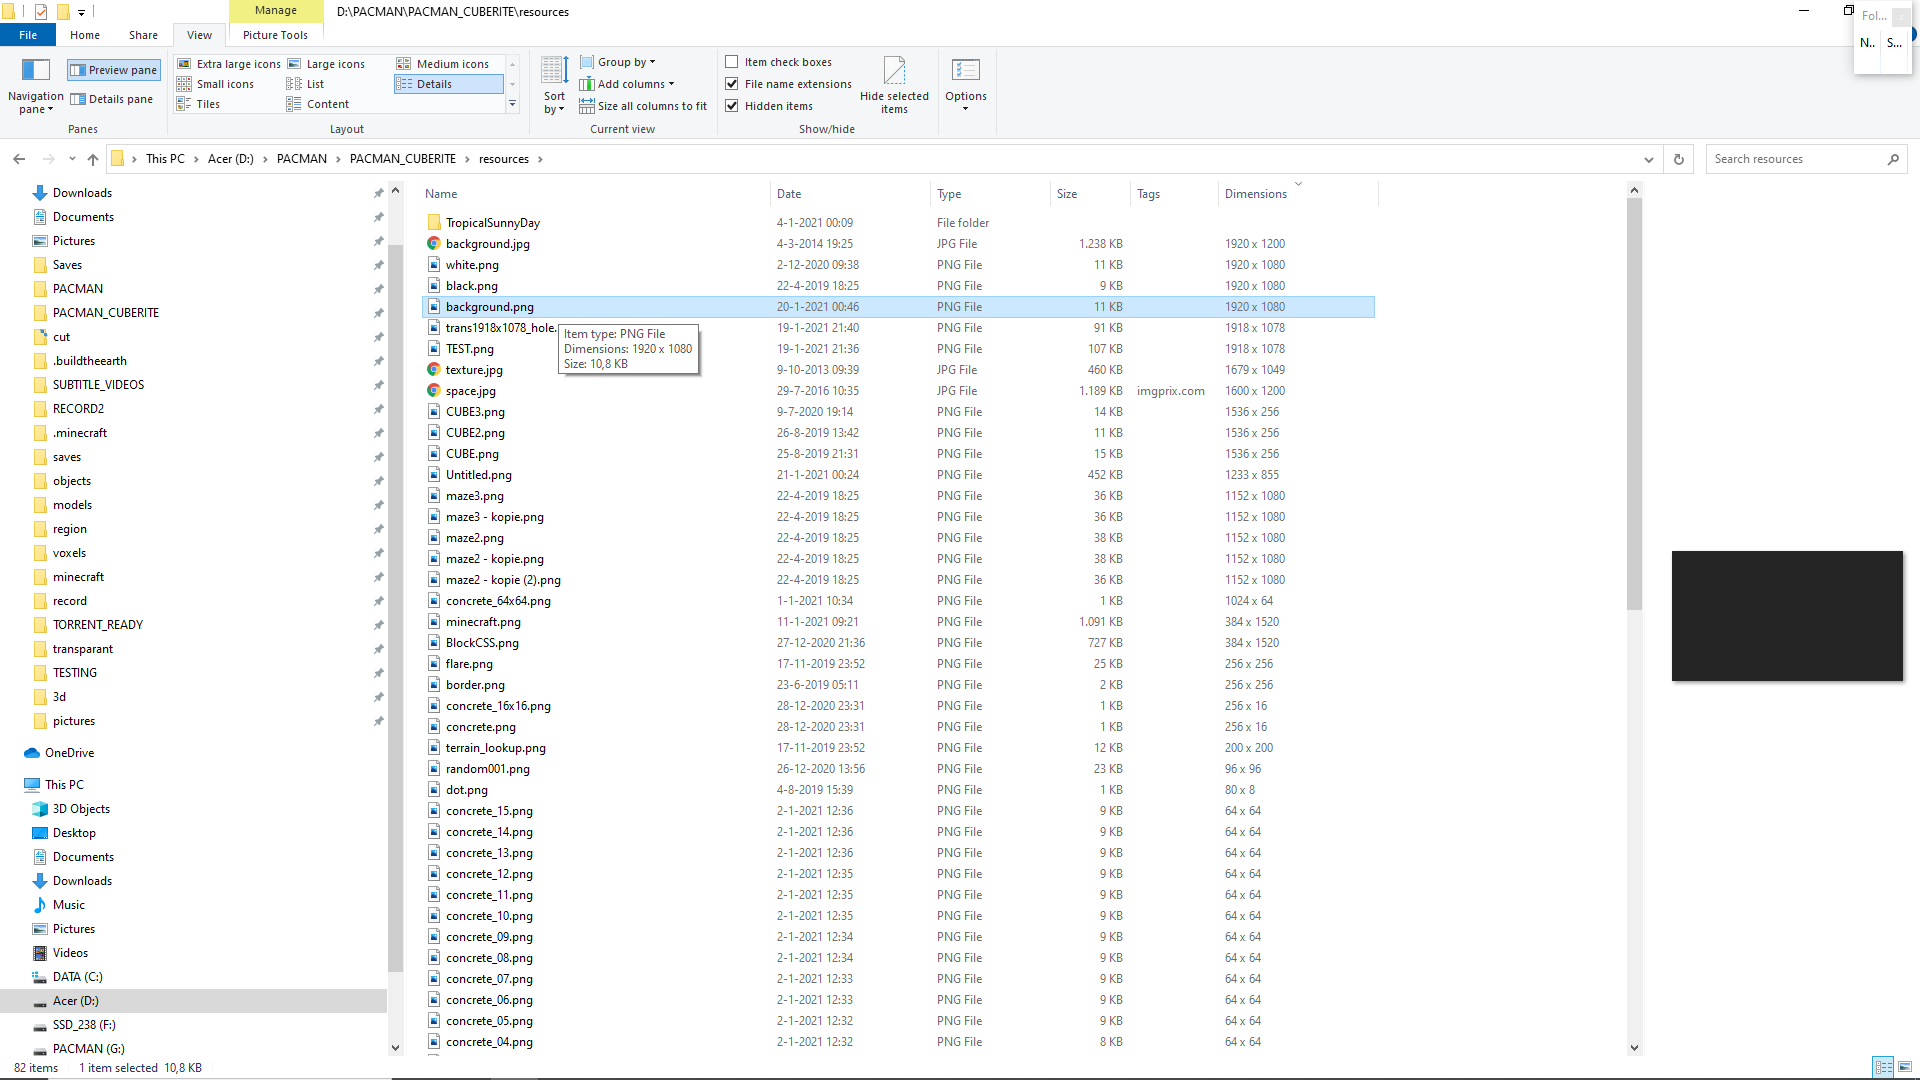 Manage
D:\PACMAN\PACMAN_CUBERITE\resources
Fol...
File Home Share View Picture Tools
N.. S...
Preview pane
Details pane
Navigation pane
Extra large icons Large icons Medium icons
Small icons List Details
Tiles Content
Sort by
Group by
Add columns
Size all columns to fit
Item check boxes
File name extensions
Hidden items
Hide selected items
Options
Panes Layout Current view Show/hide
This PC Acer (D:) PACMAN PACMAN_CUBERITE resources
Search resources
Downloads
Documents
Pictures
Saves
PACMAN
PACMAN_CUBERITE
cut
.buildtheearth
SUBTITLE_VIDEOS
RECORD2
.minecraft
saves
objects
models
region
voxels
minecraft
record
TORRENT_READY
transparant
TESTING
3d
pictures
OneDrive
This PC
3D Objects
Desktop
Documents
Downloads
Music
Pictures
Videos
DATA (C:)
Acer (D:)
SSD_238 (F:)
PACMAN (G:)
Name Date Type Size Tags Dimensions
TropicalSunnyDay 4-1-2021 00:09 File folder
background.jpg 4-3-2014 19:25 JPG File 1.238 KB 1920 x 1200
white.png 2-12-2020 09:38 PNG File 11 KB 1920 x 1080
black.png 22-4-2019 18:25 PNG File 9 KB 1920 x 1080
background.png 20-1-2021 00:46 PNG File 11 KB 1920 x 1080
trans1918x1078_hole. 19-1-2021 21:40 PNG File 91 KB 1918 x 1078
TEST.png 19-1-2021 21:36 PNG File 107 KB 1918 x 1078
texture.jpg 9-10-2013 09:39 JPG File 460 KB 1679 x 1049
space.jpg 29-7-2016 10:35 JPG File 1.189 KB imgprix.com 1600 x 1200
CUBE3.png 9-7-2020 19:14 PNG File 14 KB 1536 x 256
CUBE2.png 26-8-2019 13:42 PNG File 11 KB 1536 x 256
CUBE.png 25-8-2019 21:31 PNG File 15 KB 1536 x 256
Untitled.png 21-1-2021 00:24 PNG File 452 KB 1233 x 855
maze3.png 22-4-2019 18:25 PNG File 36 KB 1152 x 1080
maze3 - kopie.png 22-4-2019 18:25 PNG File 36 KB 1152 x 1080
maze2.png 22-4-2019 18:25 PNG File 38 KB 1152 x 1080
maze2 - kopie.png 22-4-2019 18:25 PNG File 38 KB 1152 x 1080
maze2 - kopie (2).png 22-4-2019 18:25 PNG File 36 KB 1152 x 1080
concrete_64x64.png 1-1-2021 10:34 PNG File 1 KB 1024 x 64
minecraft.png 11-1-2021 09:21 PNG File 1.091 KB 384 x 1520
BlockCSS.png 27-12-2020 21:36 PNG File 727 KB 384 x 1520
flare.png 17-11-2019 23:52 PNG File 25 KB 256 x 256
border.png 23-6-2019 05:11 PNG File 2 KB 256 x 256
concrete_16x16.png 28-12-2020 23:31 PNG File 1 KB 256 x 16
concrete.png 28-12-2020 23:31 PNG File 1 KB 256 x 16
terrain_lookup.png 17-11-2019 23:52 PNG File 12 KB 200 x 200
random001.png 26-12-2020 13:56 PNG File 23 KB 96 x 96
dot.png 4-8-2019 15:39 PNG File 1 KB 80 x 8
concrete_15.png 2-1-2021 12:36 PNG File 9 KB 64 x 64
concrete_14.png 2-1-2021 12:36 PNG File 9 KB 64 x 64
concrete_13.png 2-1-2021 12:36 PNG File 9 KB 64 x 64
concrete_12.png 2-1-2021 12:35 PNG File 9 KB 64 x 64
concrete_11.png 2-1-2021 12:35 PNG File 9 KB 64 x 64
concrete_10.png 2-1-2021 12:35 PNG File 9 KB 64 x 64
concrete_09.png 2-1-2021 12:34 PNG File 9 KB 64 x 64
concrete_08.png 2-1-2021 12:34 PNG File 9 KB 64 x 64
concrete_07.png 2-1-2021 12:33 PNG File 9 KB 64 x 64
concrete_06.png 2-1-2021 12:33 PNG File 9 KB 64 x 64
concrete_05.png 2-1-2021 12:32 PNG File 9 KB 64 x 64
concrete_04.png 2-1-2021 12:32 PNG File 8 KB 64 x 64
Item type: PNG File
Dimensions: 1920 x 1080
Size: 10,8 KB
82 items 1 item selected 10,8 KB